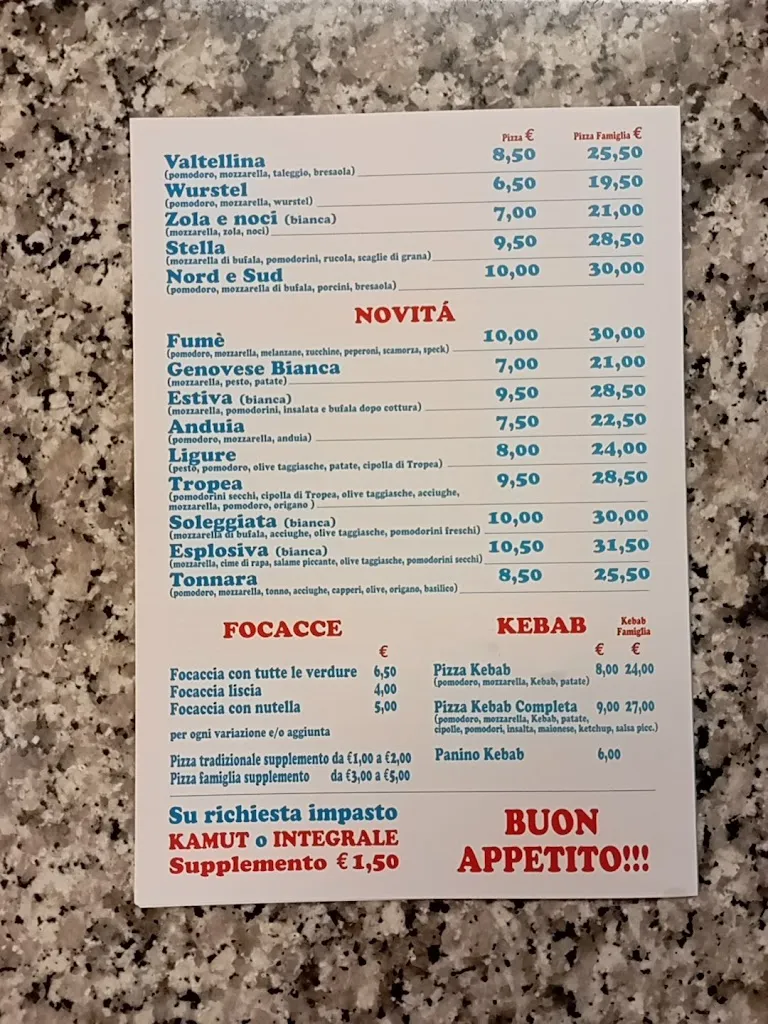 Pizza € Pizza Famiglia €
Valtellina 8,50 25,50
(pomodoro, mozzarella, taleggio, bresaola)
Wurstel 6,50 19,50
(pomodoro, mozzarella, wurstel)
Zola e noci (bianca) 7,00 21,00
(mozzarella, zola, noci)
Stella 9,50 28,50
(mozzarella di bufala, pomodorini, rucola, scaglie di grana)
Nord e Sud 10,00 30,00
(pomodoro, mozzarella di bufala, porcini, bresaola)
NOVITÁ
Fumè 10,00 30,00
(pomodoro, mozzarella, melanzane, zucchine, peperoni, scamorza, speck)
Genovese Bianca 7,00 21,00
(mozzarella, pesto, patate)
Estiva (bianca) 9,50 28,50
(mozzarella, pomodorini, insalata e bufala dopo cottura)
Anduia 7,50 22,50
(pomodoro, mozzarella, anduia)
Ligure 8,00 24,00
(pesto, pomodoro, olive taggiasche, patate, cipolla di Tropea)
Tropea 9,50 28,50
(pomodorini secchi, cipolla di Tropea, olive taggiasche, acciughe,
mozzarella, pomodoro, origano )
Soleggiata (bianca) 10,00 30,00
(mozzarella di bufala, acciughe, olive taggiasche, pomodorini freschi)
Esplosiva (bianca) 10,50 31,50
(mozzarella, cime di rapa, salame piccante, olive taggiasche, pomodorini secchi)
Tonnara 8,50 25,50
(pomodoro, mozzarella, tonno, acciughe, capperi, olive, origano, basilico)
FOCACCE
€
Focaccia con tutte le verdure 6,50
Focaccia liscia 4,00
Focaccia con nutella 5,00
per ogni variazione e/o aggiunta
Pizza tradizionale supplemento da €1,00 a €2,00
Pizza famiglia supplemento da €3,00 a €5,00
KEBAB Kebab
Famiglia
€ €
Pizza Kebab 8,00 24,00
(pomodoro, mozzarella, Kebab, patate)
Pizza Kebab Completa 9,00 27,00
(pomodoro, mozzarella, Kebab, patate,
cipolle, pomodori, insalta, maionese, ketchup, salsa picc.)
Panino Kebab 6,00
Su richiesta impasto
KAMUT o INTEGRALE
Supplemento €1,50
BUON
APPETITO!!!